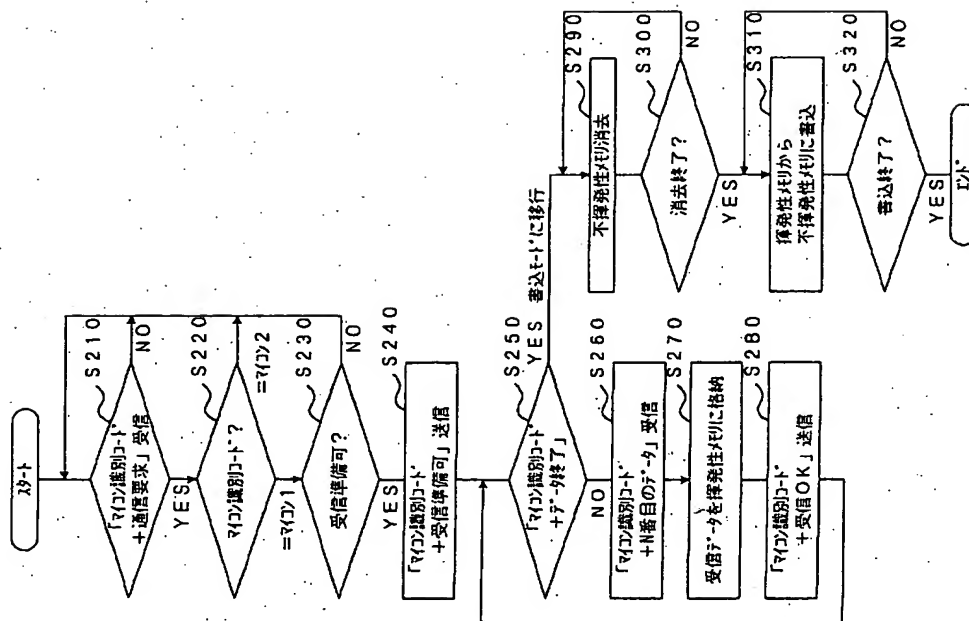 スタート
S210
「マイコン識別コード
+通信要求」受信
NO
YES
S220
マイコン識別コード?
=マイコン2
=マイコン1
S230
受信準備可?
NO
YES
S240
「マイコン識別コード
+受信準備可」送信
S250
「マイコン識別コード
+データ終了」
YES 書込モードに移行
NO
S260
「マイコン識別コード
+N番目のデータ」受信
S270
受信データを揮発性メモリに格納
S280
「マイコン識別コード
+受信OK」送信
S290
不揮発性メモリ消去
S300
消去終了?
NO
YES
S310
揮発性メモリから
不揮発性メモリに書込
S320
書込終了?
NO
YES
エンド